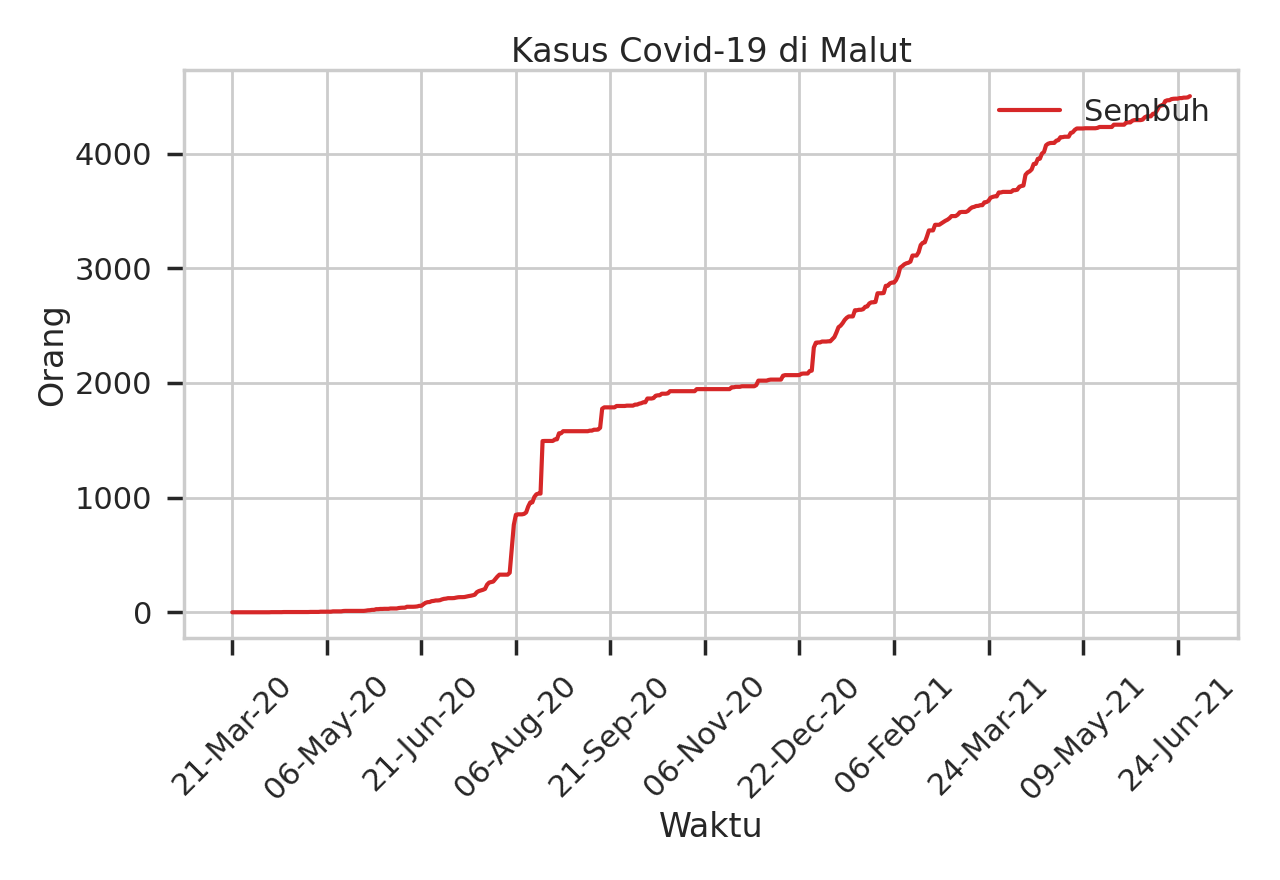 Kasus Covid-19 di Malut
Sembuh
Orang
4000
3000
2000
1000
0
21-Mar-20
06-May-20
21-Jun-20
06-Aug-20
21-Sep-20
06-Nov-20
22-Dec-20
06-Feb-21
24-Mar-21
09-May-21
24-Jun-21
Waktu